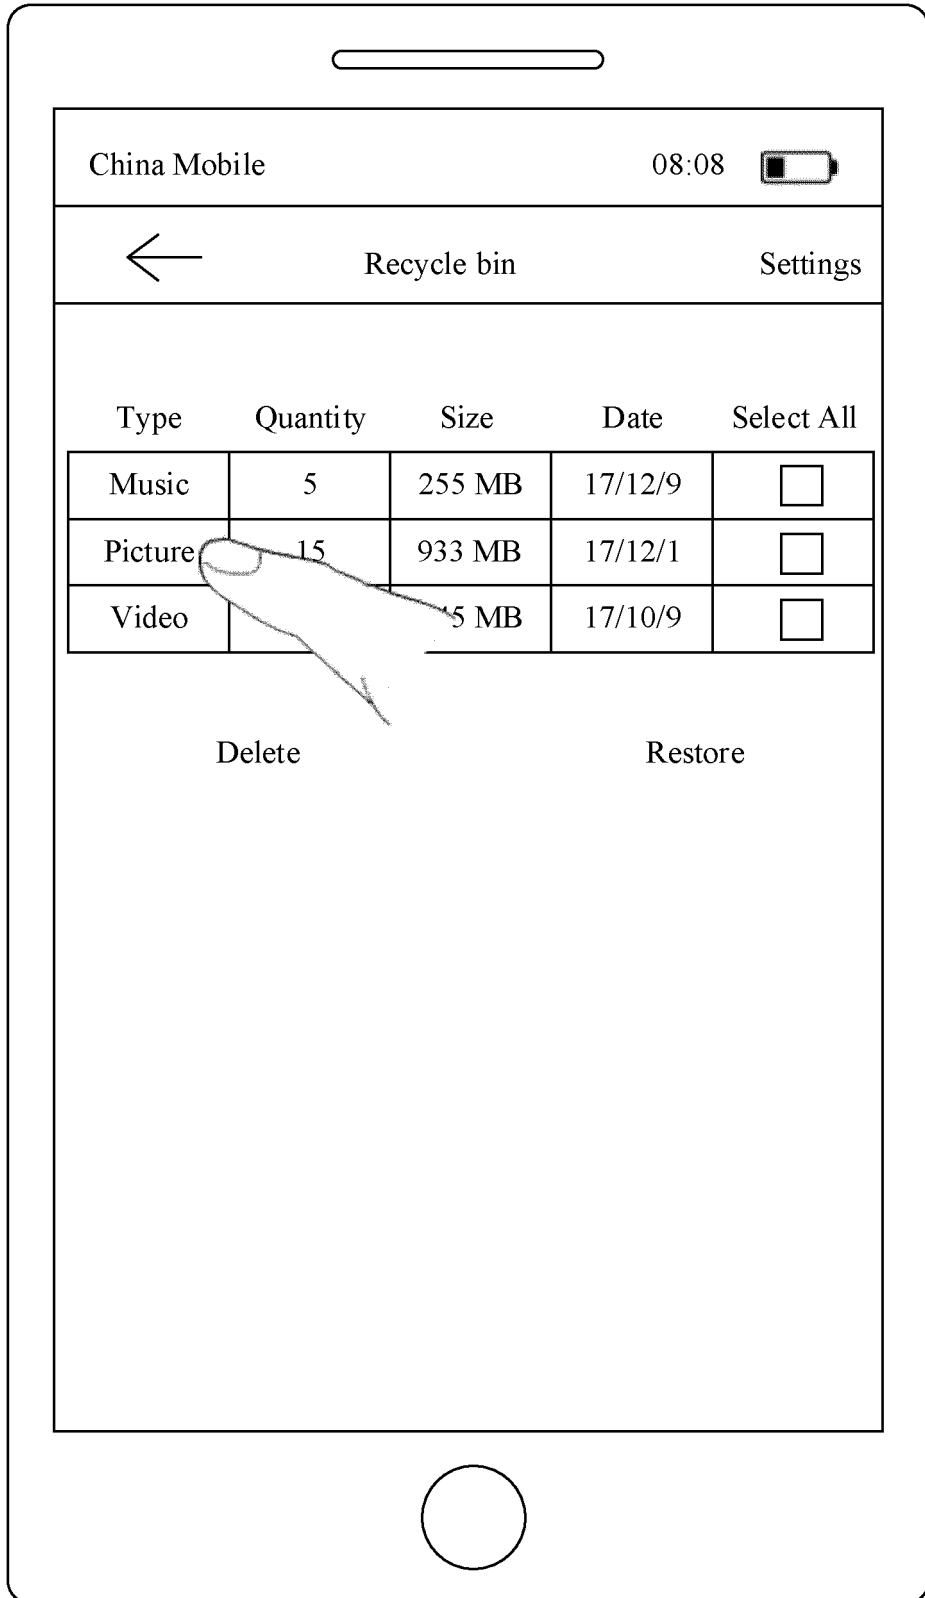 China Mobile 08:08
Recycle bin Settings
Type Quantity Size Date Select All
Music 5 255 MB 17/12/9
Picture 15 933 MB 17/12/1
Video MB 17/10/9
Delete Restore